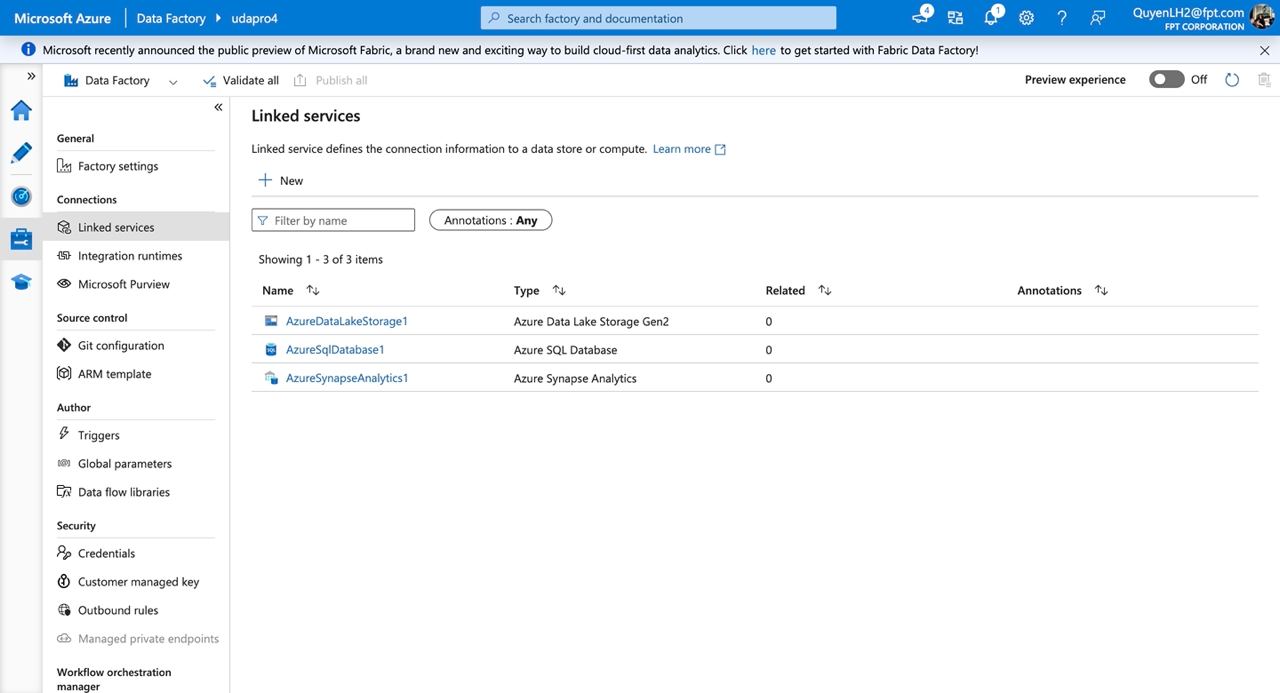 Microsoft Azure
Data Factory
udapro4
Search factory and documentation
4
1
QuyenLH2@fpt.com
FPT CORPORATION
Microsoft recently announced the public preview of Microsoft Fabric, a brand new and exciting way to build cloud-first data analytics. Click here to get started with Fabric Data Factory!
Data Factory
Validate all
Publish all
Preview experience
Off
General
Factory settings
Connections
Linked services
Integration runtimes
Microsoft Purview
Source control
Git configuration
ARM template
Author
Triggers
Global parameters
Data flow libraries
Security
Credentials
Customer managed key
Outbound rules
Managed private endpoints
Workflow orchestration
manager
Linked services
Linked service defines the connection information to a data store or compute. Learn more
New
Filter by name
Annotations : Any
Showing 1 - 3 of 3 items
Name Type Related Annotations
AzureDataLakeStorage1 Azure Data Lake Storage Gen2 0
AzureSqlDatabase1 Azure SQL Database 0
AzureSynapseAnalytics1 Azure Synapse Analytics 0